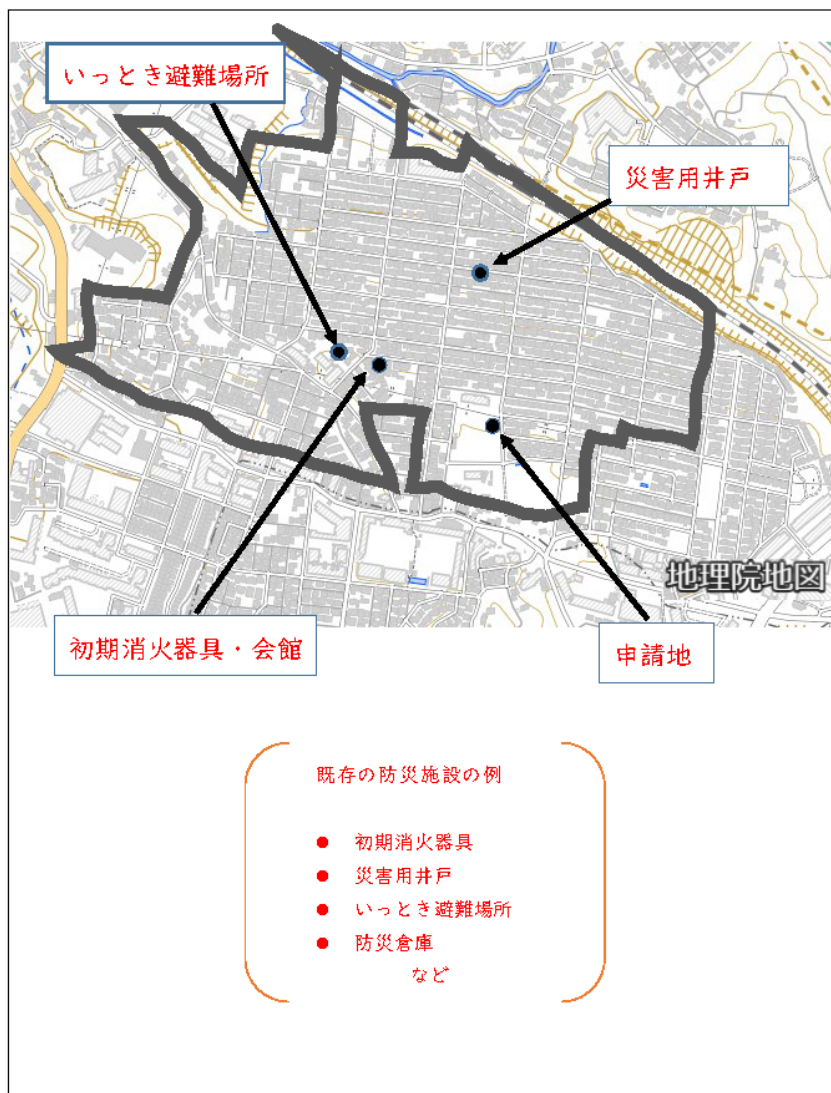 いっとき避難場所
災害用井戸
地理院地図
初期消火器具・会館
申請地
既存の防災施設の例
● 初期消火器具
● 災害用井戸
● いっとき避難場所
● 防災倉庫
など